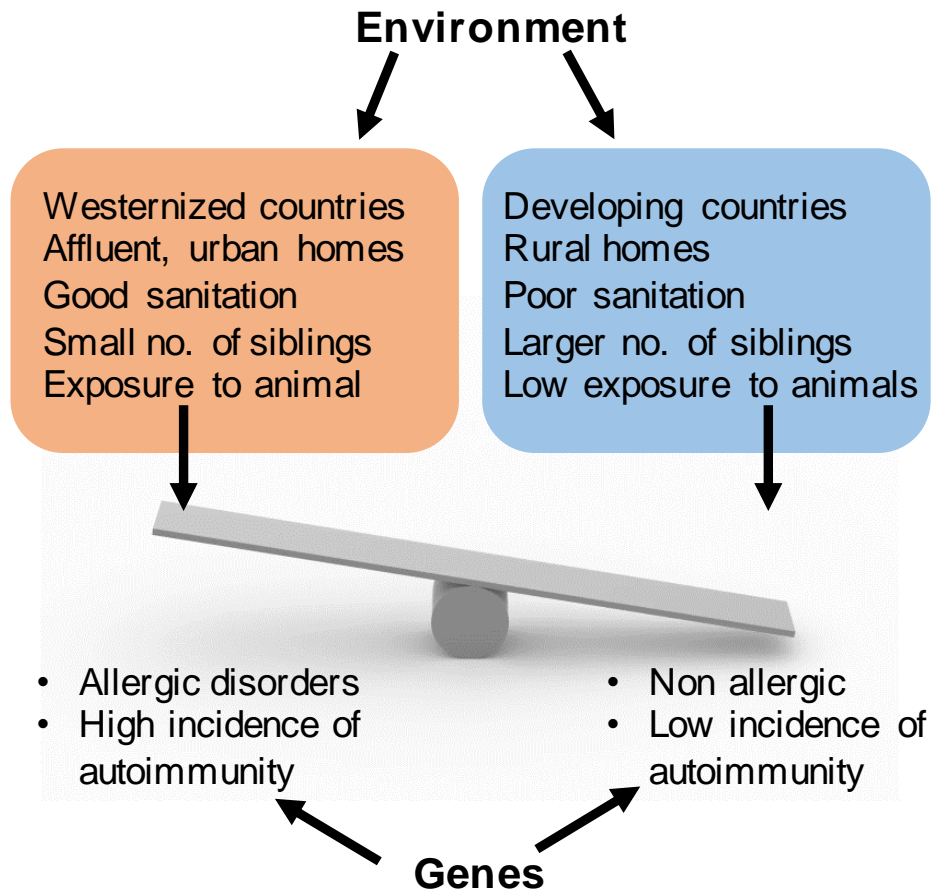 Environment
Westernized countries
Affluent, urban homes
Good sanitation
Small no. of siblings
Exposure to animal
Developing countries
Rural homes
Poor sanitation
Larger no. of siblings
Low exposure to animals
• Allergic disorders
• High incidence of
autoimmunity
• Non allergic
• Low incidence of
autoimmunity
Genes